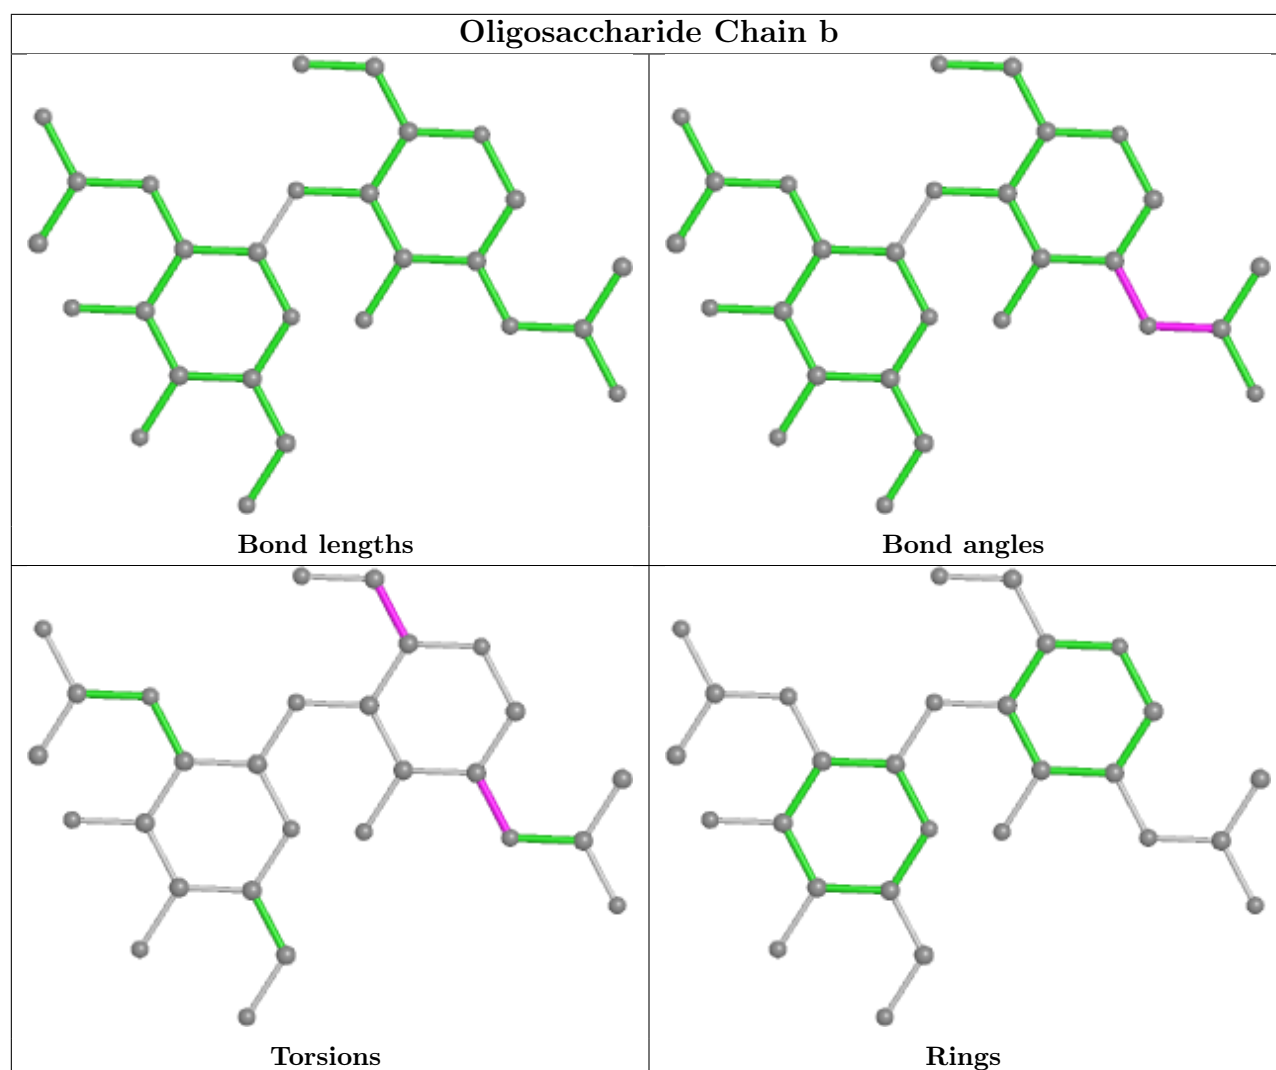 Oligosaccharide Chain b
Bond lengths
Bond angles
Torsions
Rings